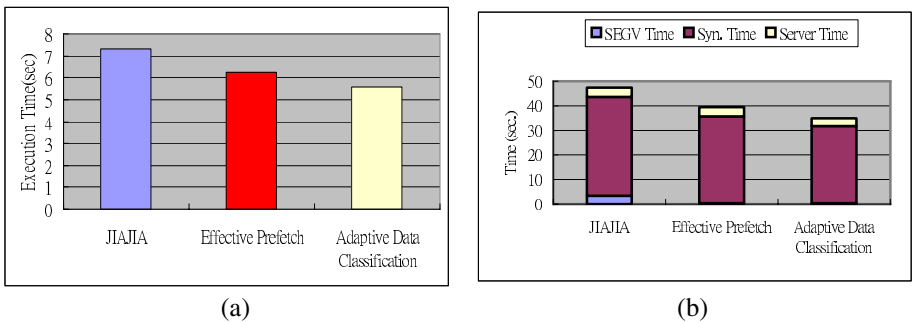 8
7
6
5
4
3
2
1
0
Execution Time(sec)
JIAJIA
Effective Prefetch
Adaptive Data
Classification
(a)
SEGV Time
Syn. Time
Server Time
50
40
30
20
10
0
Time (sec.)
JIAJIA
Effective Prefetch
Adaptive Data
Classification
(b)